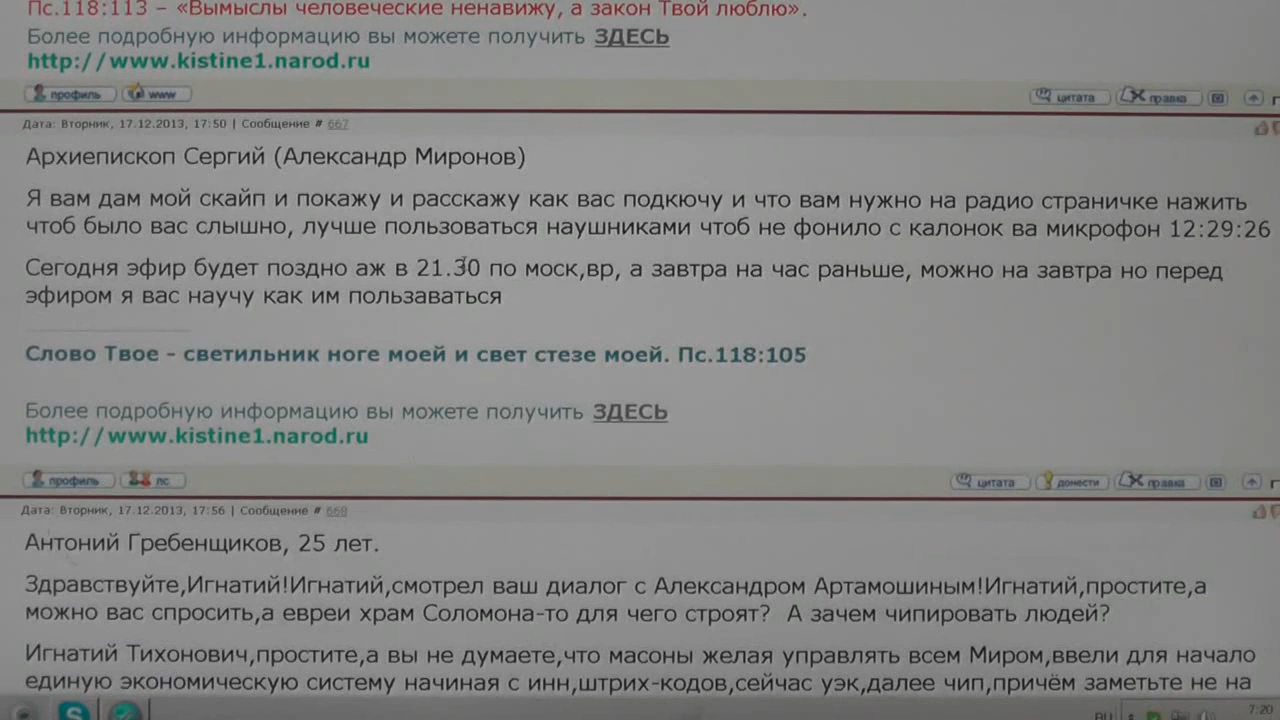 Пс.118:113 – «Вымыслы человеческие ненавижу, а закон Твой люблю».
Более подробную информацию вы можете получить ЗДЕСЬ
http://www.kistine1.narod.ru
профиль www цитата правка
Дата: Вторник, 17.12.2013, 17:50 | Сообщение # 667
Архиепископ Сергий (Александр Миронов)
Я вам дам мой скайп и покажу и расскажу как вас подкючу и что вам нужно на радио страничке нажить
чтоб было вас слышно, лучше пользоваться наушниками чтоб не фонило с калонок ва микрофон 12:29:26
Сегодня эфир будет поздно аж в 21.30 по моск,вр, а завтра на час раньше, можно на завтра но перед
эфиром я вас научу как им пользаваться
Слово Твое - светильник ноге моей и свет стезе моей. Пс.118:105
Более подробную информацию вы можете получить ЗДЕСЬ
http://www.kistine1.narod.ru
профиль лс цитата донести правка
Дата: Вторник, 17.12.2013, 17:56 | Сообщение # 668
Антоний Гребенщиков, 25 лет.
Здравствуйте,Игнатий!Игнатий,смотрел ваш диалог с Александром Артамошиным!Игнатий,простите,а
можно вас спросить,а евреи храм Соломона-то для чего строят? А зачем чипировать людей?
Игнатий Тихонович,простите,а вы не думаете,что масоны желая управлять всем Миром,ввели для начало
единую экономическую систему начиная с инн,штрих-кодов,сейчас уэк,далее чип,причём заметьте не на
RU 7:20